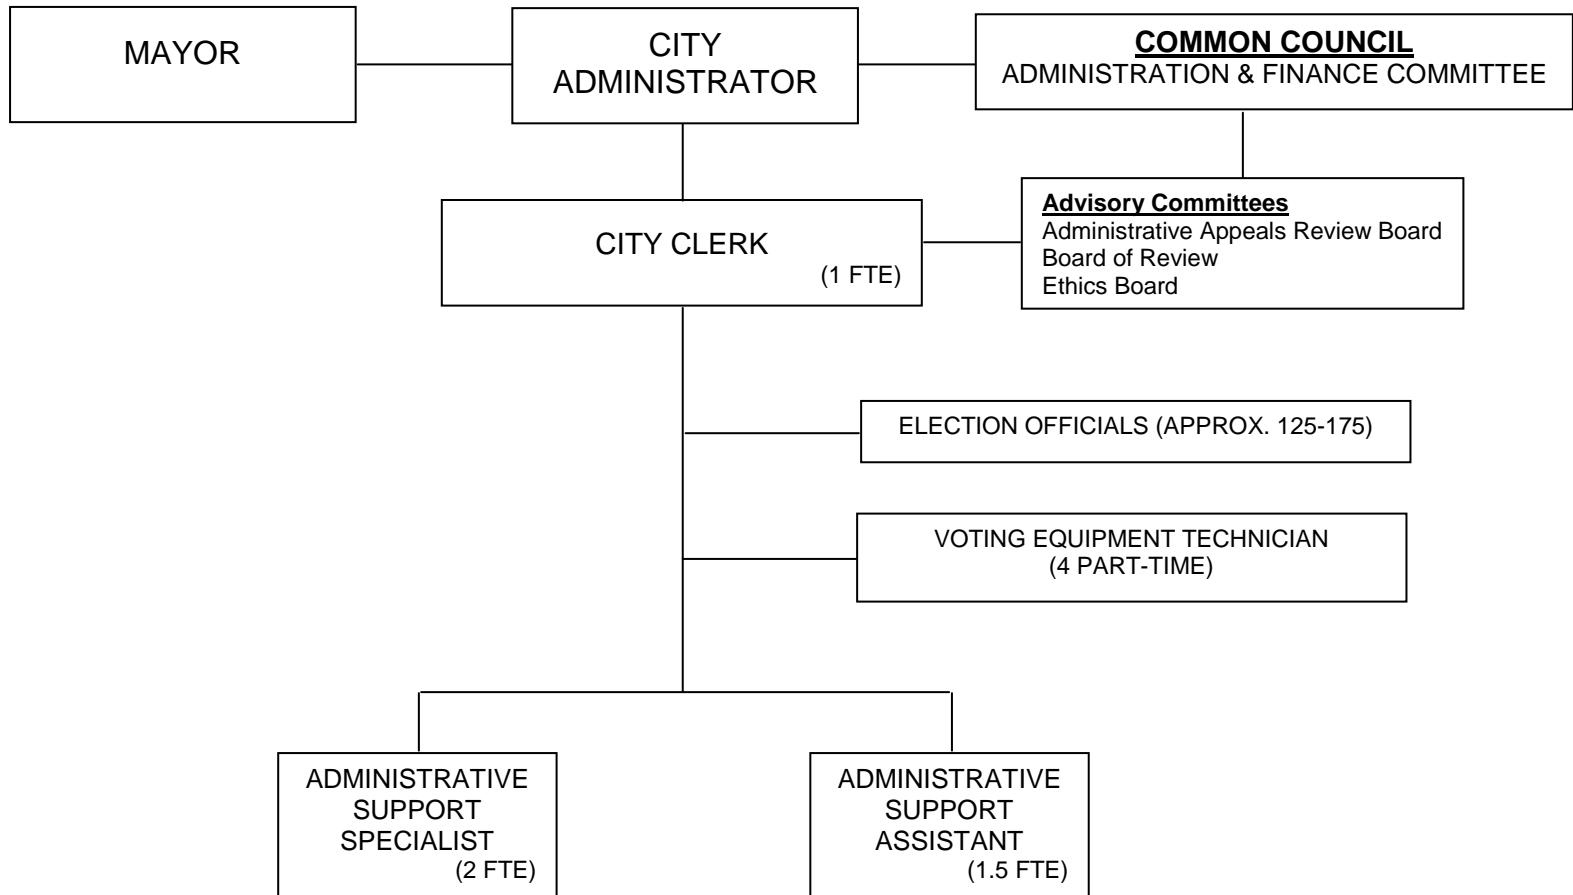 MAYOR
CITY
ADMINISTRATOR
COMMON COUNCIL
ADMINISTRATION & FINANCE COMMITTEE
CITY CLERK
(1 FTE)
Advisory Committees
Administrative Appeals Review Board
Board of Review
Ethics Board
ELECTION OFFICIALS (APPROX. 125-175)
VOTING EQUIPMENT TECHNICIAN
(4 PART-TIME)
ADMINISTRATIVE
SUPPORT
SPECIALIST
(2 FTE)
ADMINISTRATIVE
SUPPORT
ASSISTANT
(1.5 FTE)